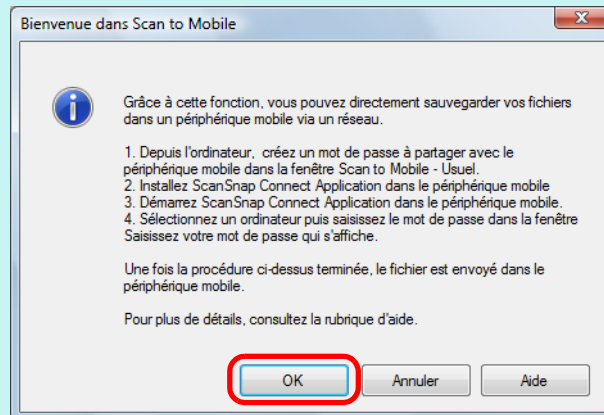 Bienvenue dans Scan to Mobile
Grâce à cette fonction, vous pouvez directement sauvegarder vos fichiers
dans un périphérique mobile via un réseau.
1. Depuis l'ordinateur, créez un mot de passe à partager avec le
périphérique mobile dans la fenêtre Scan to Mobile - Usuel.
2. Installez ScanSnap Connect Application dans le périphérique mobile
3. Démarrez ScanSnap Connect Application dans le périphérique mobile.
4. Sélectionnez un ordinateur puis saisissez le mot de passe dans la fenêtre
Saisissez votre mot de passe qui s'affiche.
Une fois la procédure ci-dessus terminée, le fichier est envoyé dans le
périphérique mobile.
Pour plus de détails, consultez la rubrique d'aide.
OK Annuler Aide